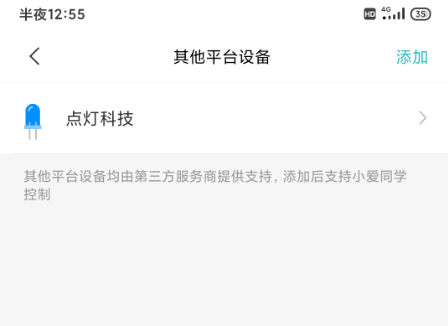 半夜12:55
HD 4G 35
其他平台设备
添加
点灯科技
其他平台设备均由第三方服务商提供支持，添加后支持小爱同学
控制